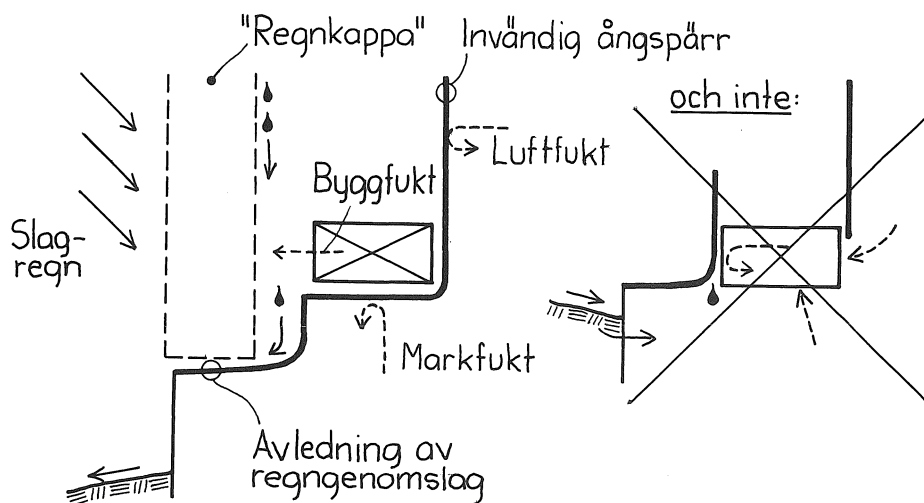 "Regnkappa"
Invändig ångspärr
och inte:
Luftfukt
Byggfukt
Slag-
regn
Markfukt
Avledning av
regngenomslag